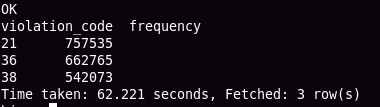 OK
violation_code  frequency
21      757535
36      662765
38      542073
Time taken: 62.221 seconds, Fetched: 3 row(s)